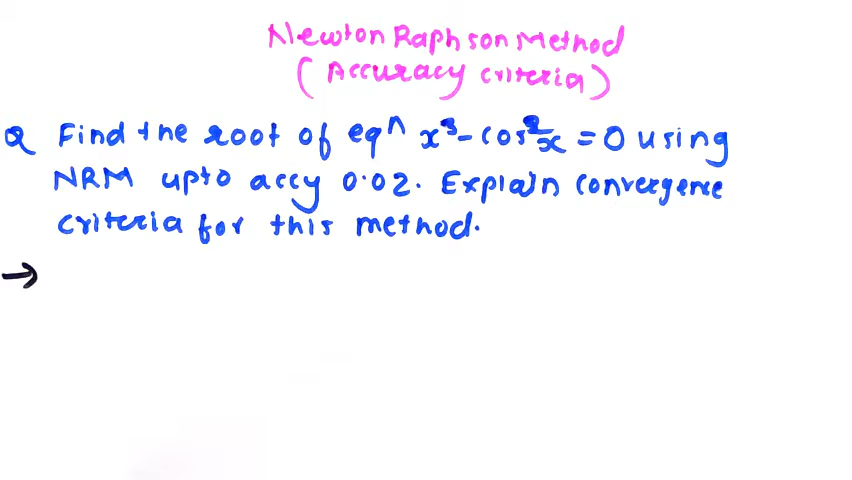 Newton Raphson Method
(Accuracy criteria)
Q Find the root of eqⁿ x³ - cos²x = 0 using
NRM upto accy 0.02. Explain convergence
criteria for this method.
→